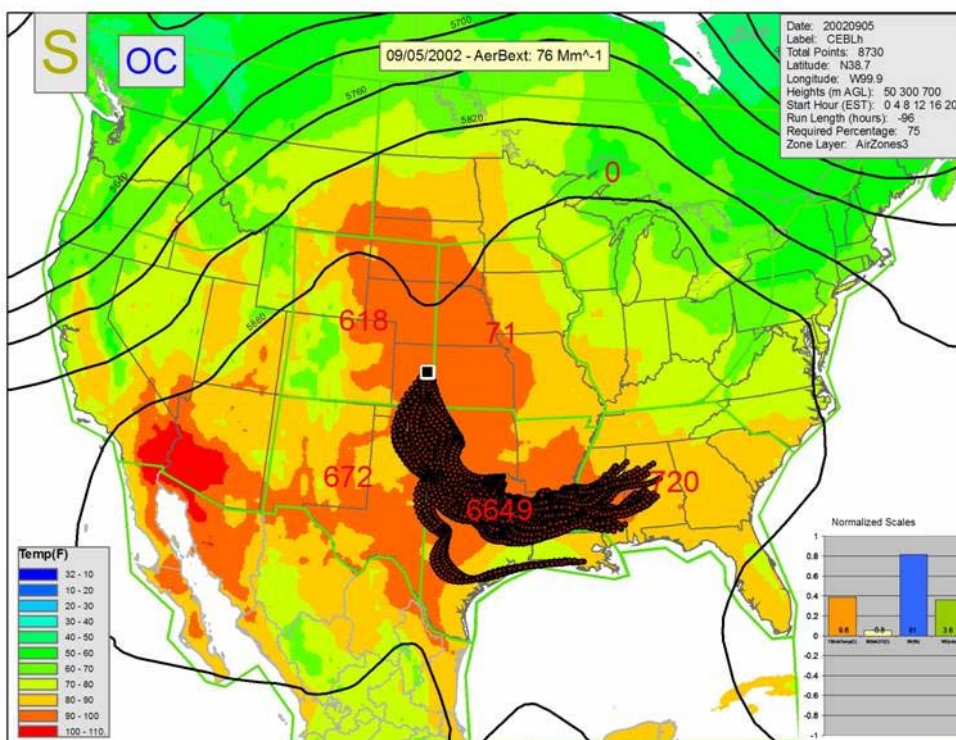 S
OC
09/05/2002 - AerBext: 76 Mm^-1
Date: 20020905
Label: CEBLh
Total Points: 8730
Latitude: N38.7
Longitude: W99.9
Heights (m AGL): 50 300 700
Start Hour (EST): 0 4 8 12 16 20
Run Length (hours): -96
Required Percentage: 75
Zone Layer: AirZones3
5700
5760
5820
5640
5880
0
618
71
672
6649
720
Temp(F)
32 - 10
10 - 20
20 - 30
30 - 40
40 - 50
50 - 60
60 - 70
70 - 80
80 - 90
90 - 100
100 - 110
Normalized Scales
1
0.8
0.6
0.4
0.2
0
-0.2
-0.4
-0.6
-0.8
-1